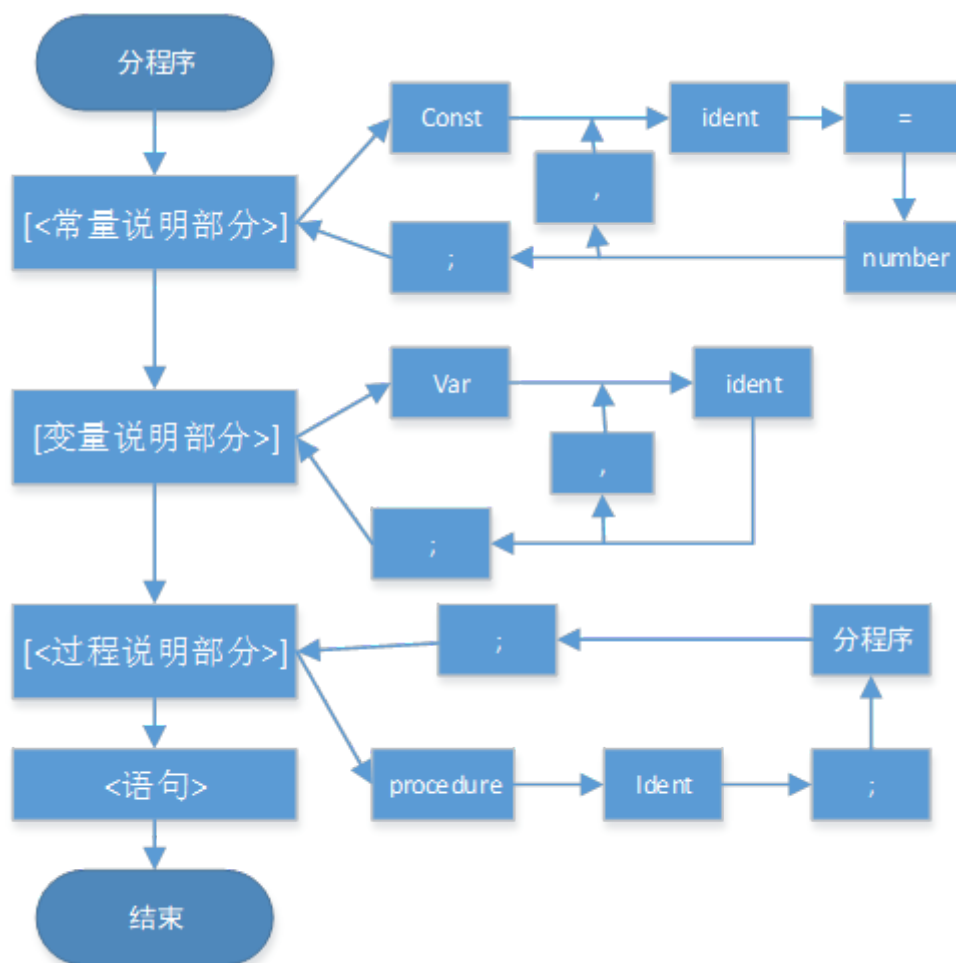 分程序
Const
ident
=
,
[<常量说明部分>]
;
number
Var
ident
[变量说明部分>]
,
;
[<过程说明部分>]
;
分程序
<语句>
procedure
Ident
;
结束